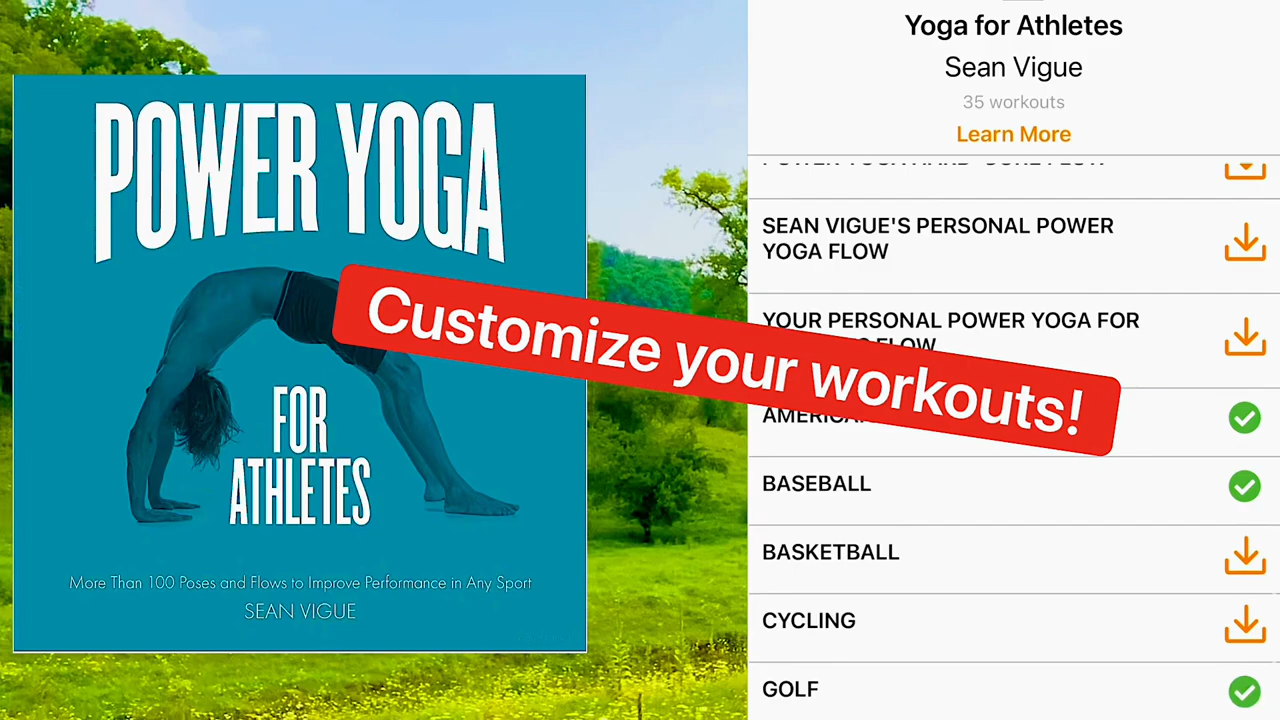 POWER YOGA
FOR
ATHLETES
More Than 100 Poses and Flows to Improve Performance in Any Sport
SEAN VIGUE
Customize your workouts!
Yoga for Athletes
Sean Vigue
35 workouts
Learn More
SEAN VIGUE'S PERSONAL POWER
YOGA FLOW
YOUR PERSONAL POWER YOGA FOR
FLOW
BASEBALL
BASKETBALL
CYCLING
GOLF